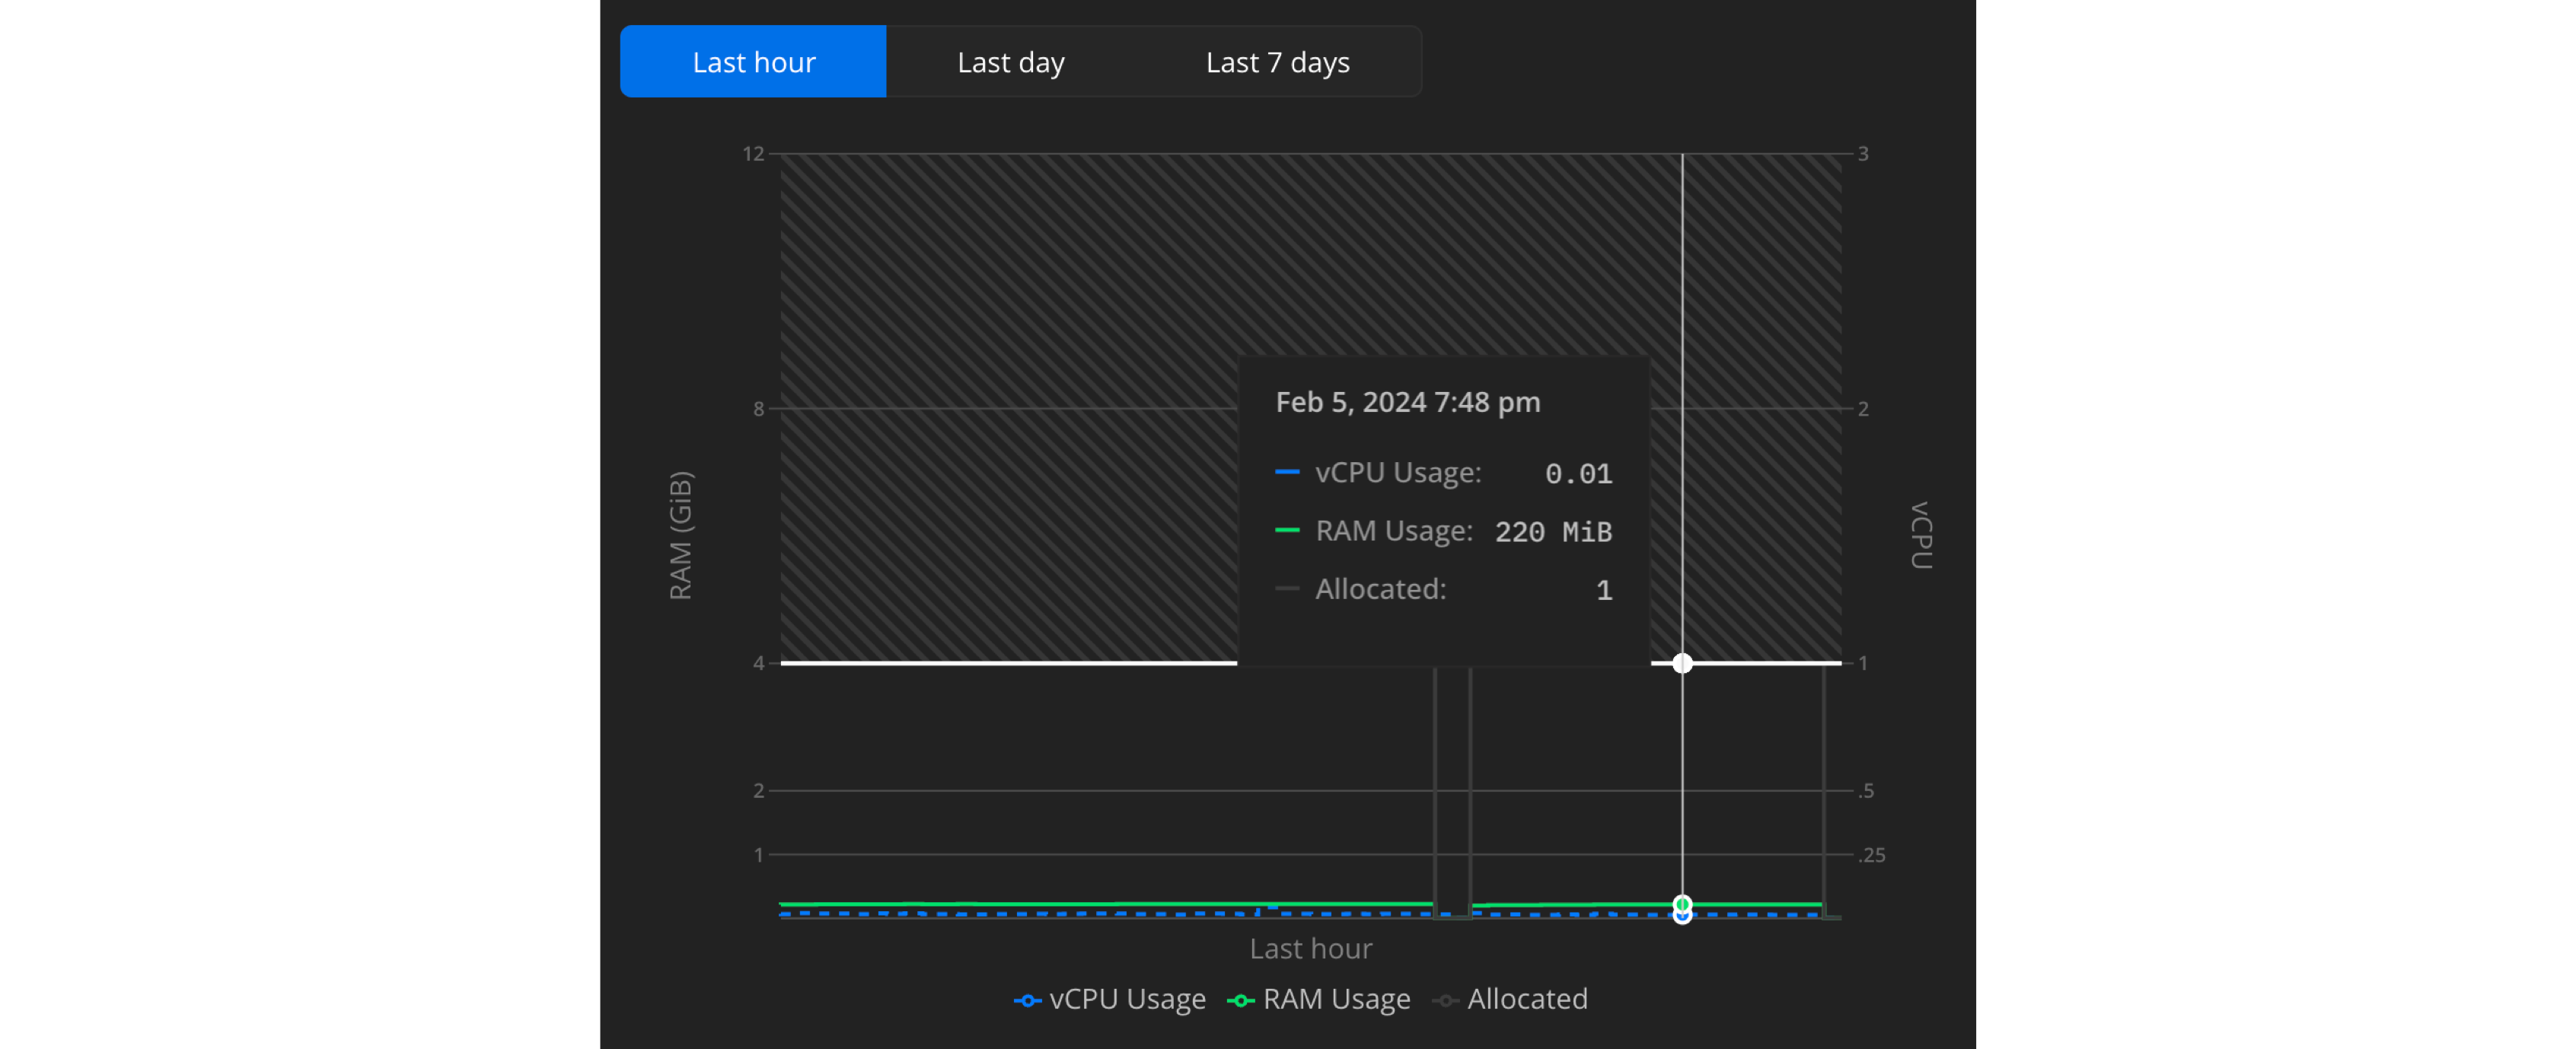 Last hour Last day Last 7 days
12 3
Feb 5, 2024 7:48 pm
8 2
vCPU Usage: 0.01
RAM Usage: 220 MiB
Allocated: 1
RAM (GiB)
vCPU
4 1
2 .5
1 .25
Last hour
vCPU Usage RAM Usage Allocated